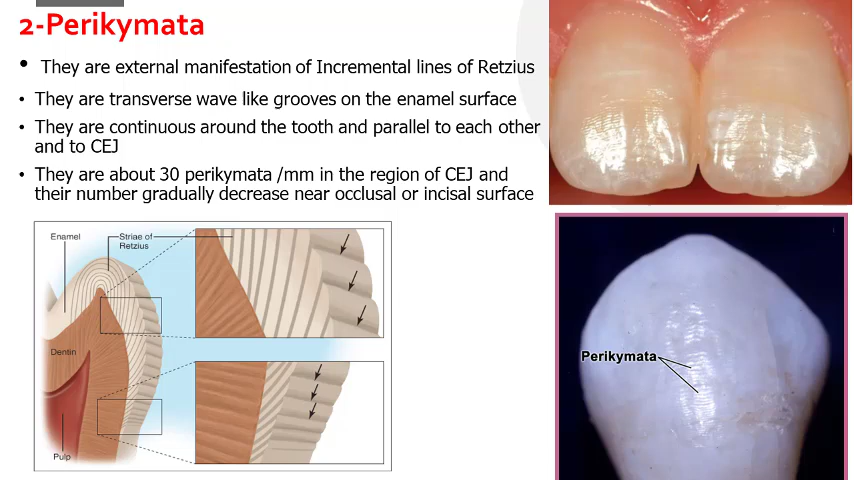 2-Perikymata
• They are external manifestation of Incremental lines of Retzius
• They are transverse wave like grooves on the enamel surface
• They are continuous around the tooth and parallel to each other
and to CEJ
• They are about 30 perikymata /mm in the region of CEJ and
their number gradually decrease near occlusal or incisal surface
Enamel
Striae of
Retzius
Dentin
Pulp
Perikymata